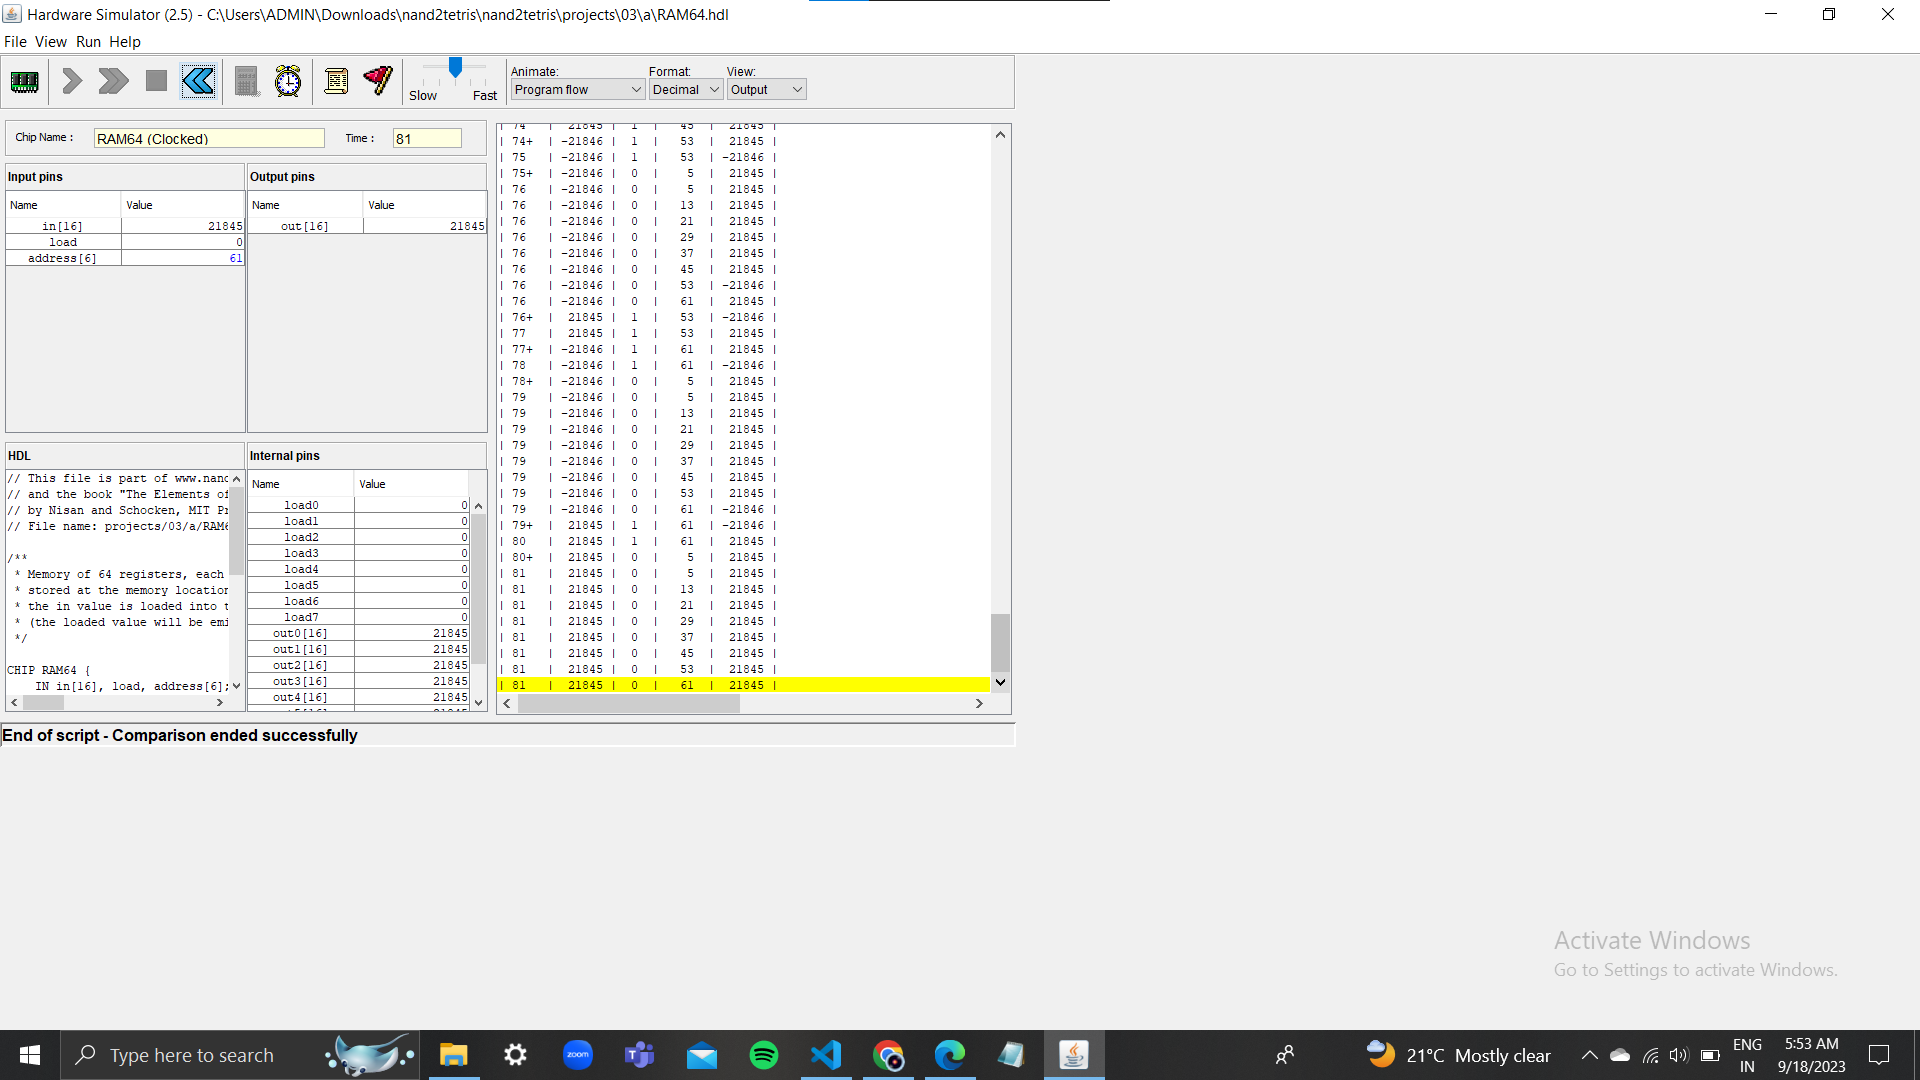 Hardware Simulator (2.5) - C:\Users\ADMIN\Downloads\nand2tetris\nand2tetris\projects\03\a\RAM64.hdl
File View Run Help
Slow Fast
Animate: Format: View:
Program flow Decimal Output
Chip Name : RAM64 (Clocked) Time : 81
Input pins
Name Value
in[16] 21845
load 0
address[6] 61
Output pins
Name Value
out[16] 21845
HDL
// This file is part of www.nand
// and the book "The Elements of
// by Nisan and Schocken, MIT Pr
// File name: projects/03/a/RAM6
/**
* Memory of 64 registers, each
* stored at the memory location
* the in value is loaded into t
* (the loaded value will be emi
*/
CHIP RAM64 {
IN in[16], load, address[6];
Internal pins
Name Value
load0 0
load1 0
load2 0
load3 0
load4 0
load5 0
load6 0
load7 0
out0[16] 21845
out1[16] 21845
out2[16] 21845
out3[16] 21845
out4[16] 21845
out5[16] 21845
| 74 | 21845 | 1 | 45 | 21845 |
| 74+ | -21846 | 1 | 53 | 21845 |
| 75 | -21846 | 1 | 53 | -21846 |
| 75+ | -21846 | 0 | 5 | 21845 |
| 76 | -21846 | 0 | 5 | 21845 |
| 76 | -21846 | 0 | 13 | 21845 |
| 76 | -21846 | 0 | 21 | 21845 |
| 76 | -21846 | 0 | 29 | 21845 |
| 76 | -21846 | 0 | 37 | 21845 |
| 76 | -21846 | 0 | 45 | 21845 |
| 76 | -21846 | 0 | 53 | -21846 |
| 76 | -21846 | 0 | 61 | 21845 |
| 76+ | 21845 | 1 | 53 | -21846 |
| 77 | 21845 | 1 | 53 | 21845 |
| 77+ | -21846 | 1 | 61 | 21845 |
| 78 | -21846 | 1 | 61 | -21846 |
| 78+ | -21846 | 0 | 5 | 21845 |
| 79 | -21846 | 0 | 5 | 21845 |
| 79 | -21846 | 0 | 13 | 21845 |
| 79 | -21846 | 0 | 21 | 21845 |
| 79 | -21846 | 0 | 29 | 21845 |
| 79 | -21846 | 0 | 37 | 21845 |
| 79 | -21846 | 0 | 45 | 21845 |
| 79 | -21846 | 0 | 53 | 21845 |
| 79 | -21846 | 0 | 61 | -21846 |
| 79+ | 21845 | 1 | 61 | -21846 |
| 80 | 21845 | 1 | 61 | 21845 |
| 80+ | 21845 | 0 | 5 | 21845 |
| 81 | 21845 | 0 | 5 | 21845 |
| 81 | 21845 | 0 | 13 | 21845 |
| 81 | 21845 | 0 | 21 | 21845 |
| 81 | 21845 | 0 | 29 | 21845 |
| 81 | 21845 | 0 | 37 | 21845 |
| 81 | 21845 | 0 | 45 | 21845 |
| 81 | 21845 | 0 | 53 | 21845 |
| 81 | 21845 | 0 | 61 | 21845 |
End of script - Comparison ended successfully
Activate Windows
Go to Settings to activate Windows.
Type here to search
zoom
21°C Mostly clear
ENG
IN
5:53 AM
9/18/2023